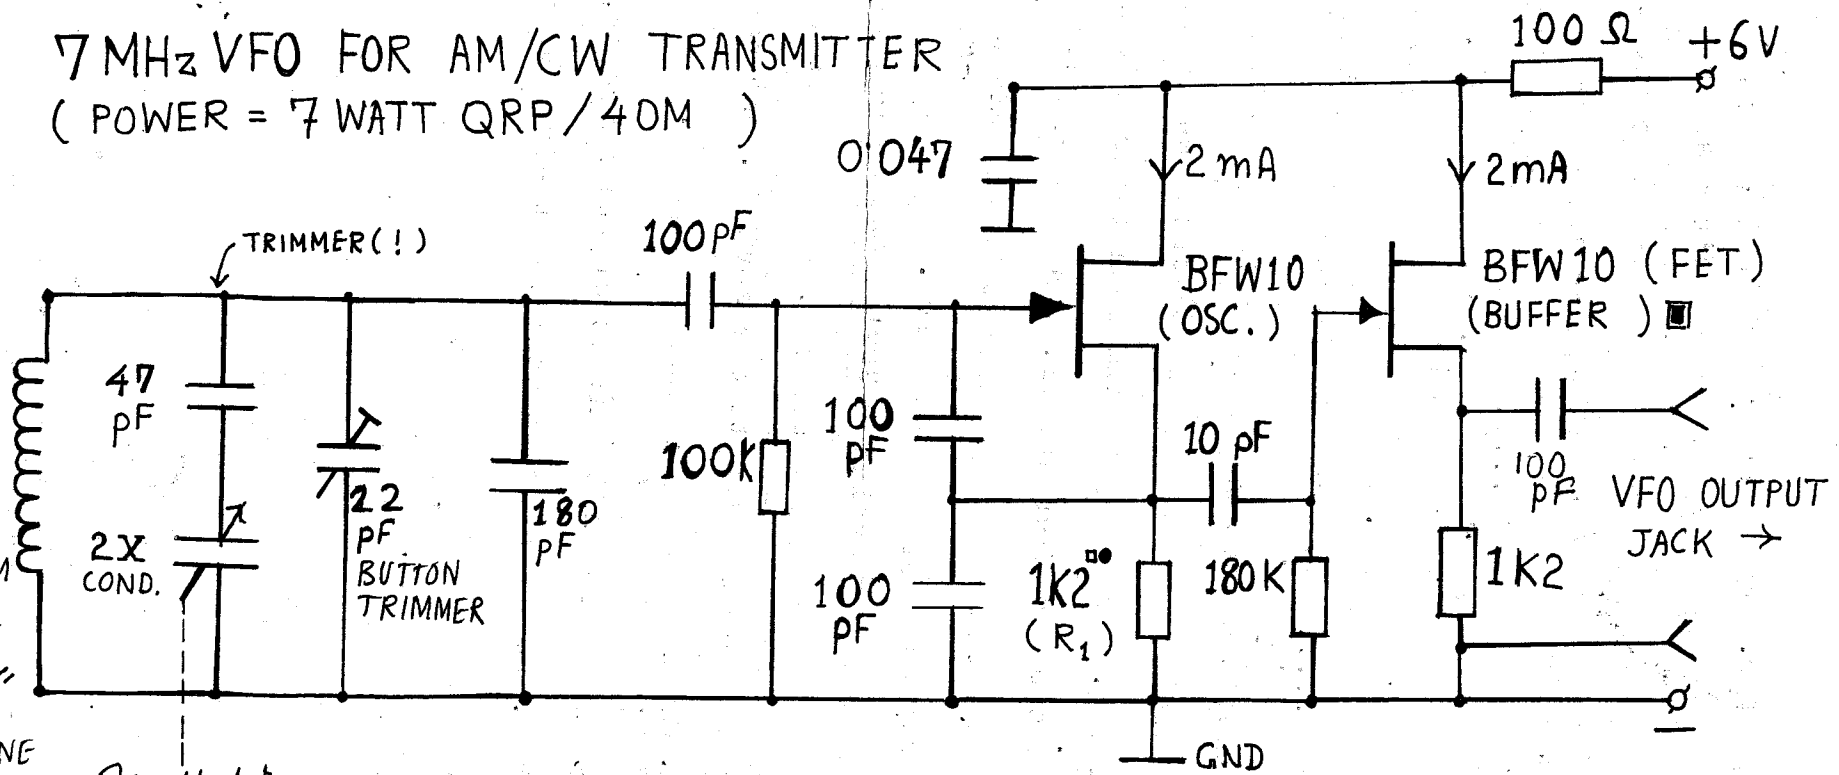 7 MHz VFO FOR AM/CW TRANSMITTER
( POWER = 7 WATT QRP / 40M )
100 Ω
+6V
0.047
2 mA
2 mA
TRIMMER (!)
100 pF
BFW10
(OSC.)
BFW10 (FET)
(BUFFER )
47
pF
100
pF
100K
10 pF
100
pF
VFO OUTPUT
JACK →
2X
COND.
22
pF
BUTTON
TRIMMER
180
pF
100
pF
1K2
(R1)
180K
1K2
GND